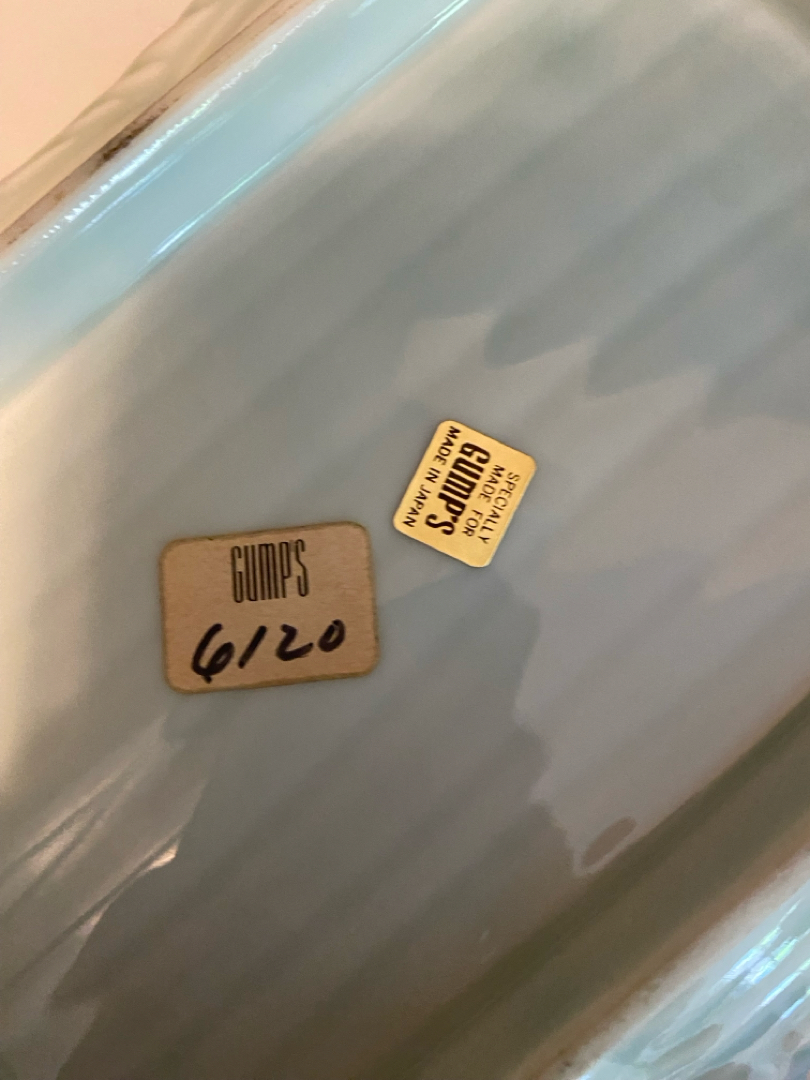 GUMP'S
6120
SPECIALLY
MADE FOR
GUMP'S
MADE IN JAPAN